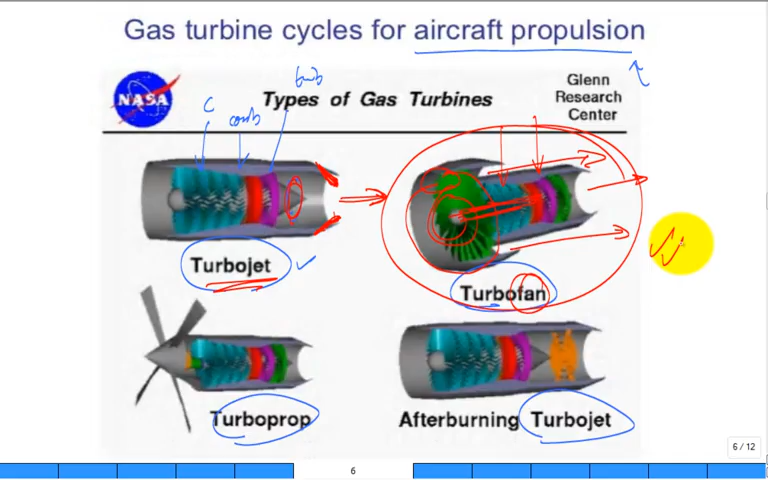 Gas turbine cycles for aircraft propulsion
NASA
Types of Gas Turbines
Glenn
Research
Center
C
comb
turb
Turbojet
Turbofan
Turboprop
Afterburning Turbojet
6 / 12
6